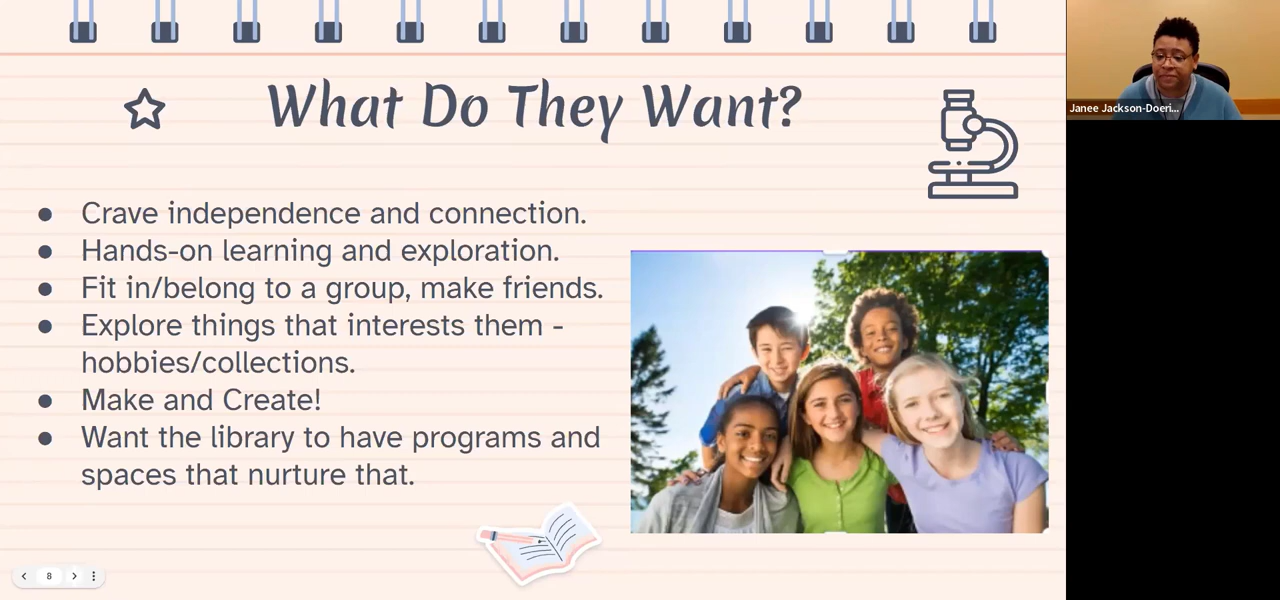 What Do They Want?
Janee Jackson-Doeri...
● Crave independence and connection.
● Hands-on learning and exploration.
● Fit in/belong to a group, make friends.
● Explore things that interests them -
hobbies/collections.
● Make and Create!
● Want the library to have programs and
spaces that nurture that.
8